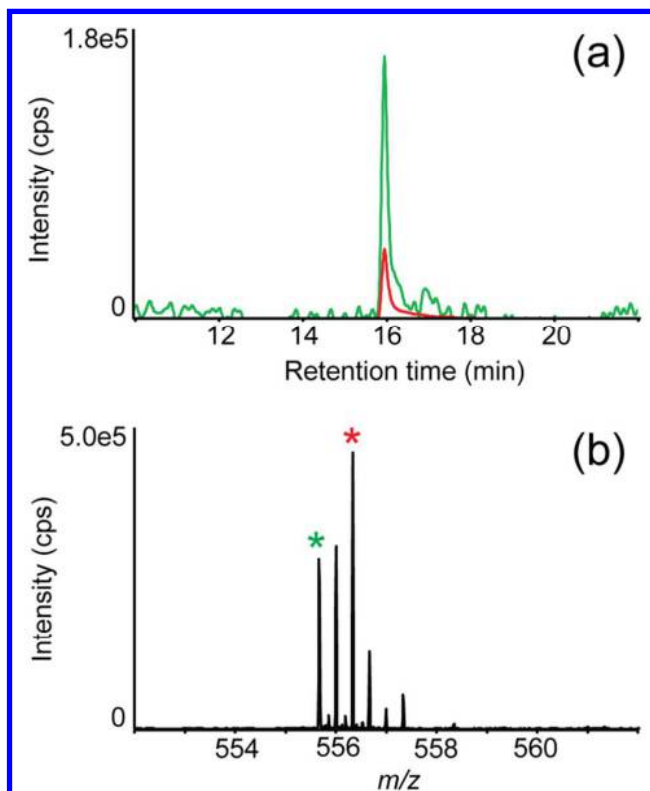 1.8e5
(a)
Intensity (cps)
0
12 14 16 18 20
Retention time (min)
5.0e5
(b)
*
*
Intensity (cps)
0
554 556 558 560
m/z